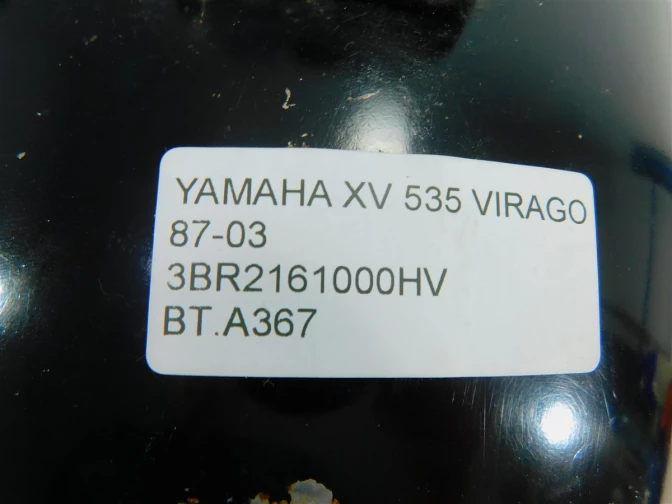 YAMAHA XV 535 VIRAGO
87-03
3BR2161000HV
BT.A367